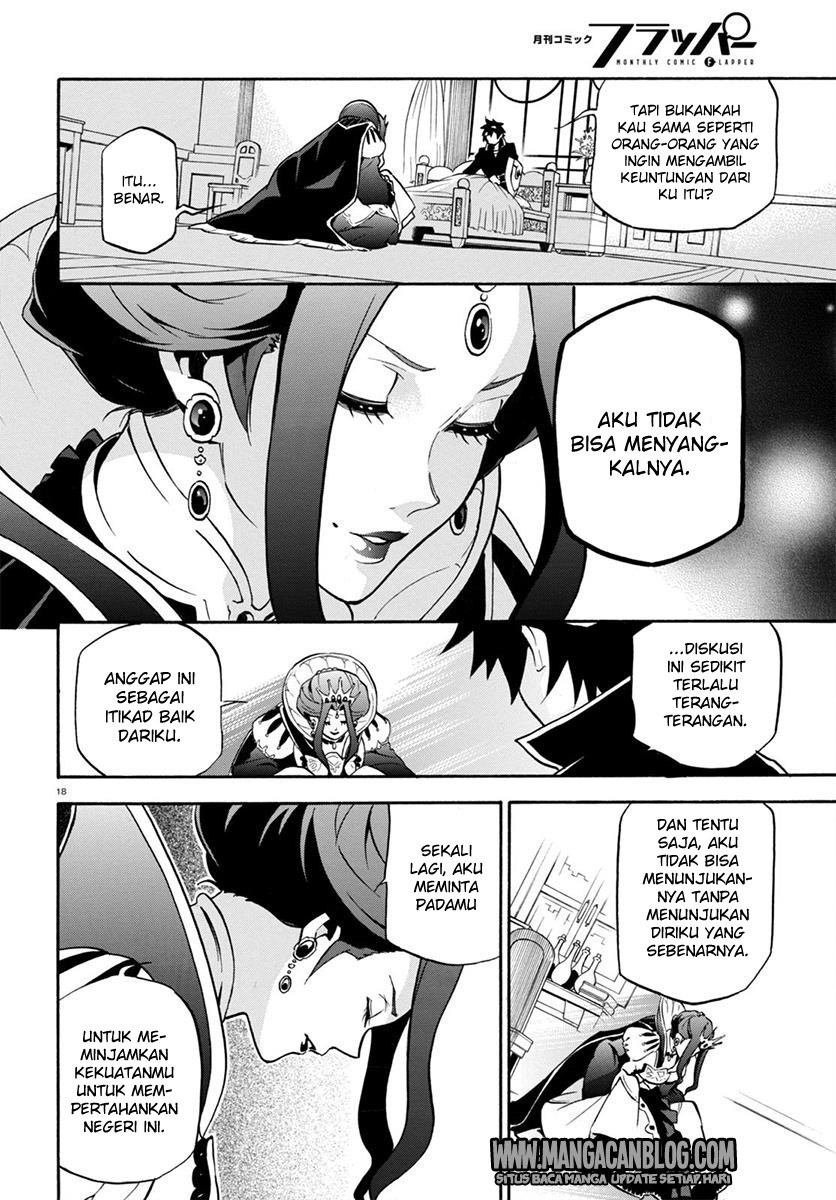 月刊コミック
フラッパー
MONTHLY COMIC FLAPPER
TAPI BUKANKAH
KAU SAMA SEPERTI
ORANG-ORANG YANG
INGIN MENGAMBIL
KEUNTUNGAN DARI
KU ITU?
ITU...
BENAR.
AKU TIDAK
BISA MENYANG-
KALNYA.
...DISKUSI
INI SEDIKIT
TERLALU
TERANG-
TERANGAN.
ANGGAP INI
SEBAGAI
ITIKAD BAIK
DARIKU.
18
DAN TENTU
SAJA, AKU
TIDAK BISA
MENUNJUKAN-
NYA TANPA
MENUNJUKAN
DIRIKU YANG
SEBENARNYA.
SEKALI
LAGI, AKU
MEMINTA
PADAMU
UNTUK ME-
MINJAMKAN
KEKUATANMU
UNTUK MEM-
PERTAHANKAN
NEGERI INI.
WWW.MANGACANBLOG.COM
SITUS BACA MANGA UPDATE SETIAP HARI